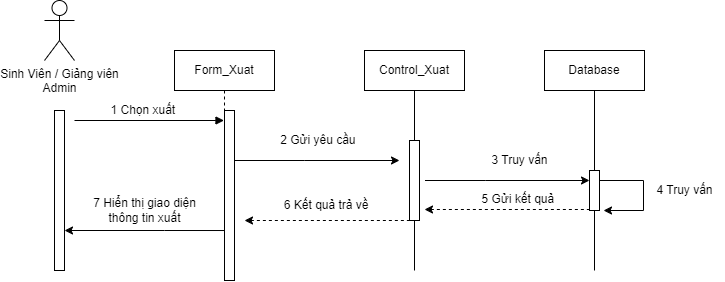 Sinh Viên / Giảng viên
Admin
Form_Xuat
Control_Xuat
Database
1 Chọn xuất
2 Gửi yêu cầu
3 Truy vấn
4 Truy vấn
5 Gửi kết quả
6 Kết quả trả về
7 Hiển thị giao diện
thông tin xuất